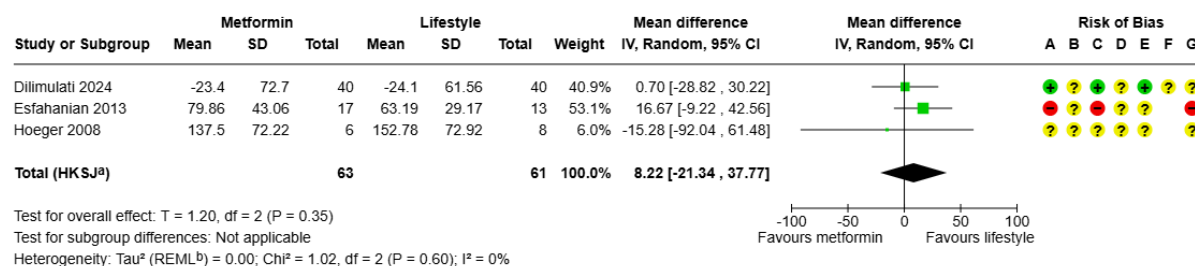 Metformin Lifestyle Mean difference Mean difference Risk of Bias
Study or Subgroup Mean SD Total Mean SD Total Weight IV, Random, 95% CI IV, Random, 95% CI A B C D E F G
Dilimulati 2024 -23.4 72.7 40 -24.1 61.56 40 40.9% 0.70 [-28.82 , 30.22] + ? + ? + ? ?
Esfahanian 2013 79.86 43.06 17 63.19 29.17 13 53.1% 16.67 [-9.22 , 42.56] − ? − ? ? −
Hoeger 2008 137.5 72.22 6 152.78 72.92 8 6.0% -15.28 [-92.04 , 61.48] ? ? ? ? ? ?
Total (HKSJᵃ) 63 61 100.0% 8.22 [-21.34 , 37.77]
Test for overall effect: T = 1.20, df = 2 (P = 0.35)
Test for subgroup differences: Not applicable
Heterogeneity: Tau² (REMLᵇ) = 0.00; Chi² = 1.02, df = 2 (P = 0.60); I² = 0%
-100 -50 0 50 100
Favours metformin Favours lifestyle